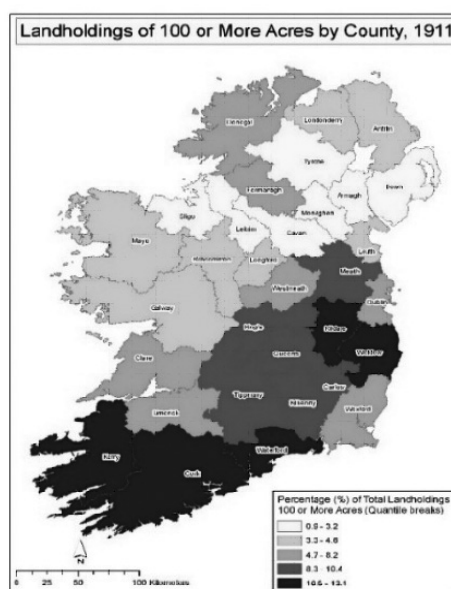 Landholdings of 100 or More Acres by County, 1911
Donegal
Londonderry
Antrim
Tyrone
Fermanagh
Armagh
Down
Monaghan
Sligo
Leitrim
Cavan
Mayo
Roscommon
Longford
Louth
Meath
Westmeath
Galway
Dublin
Kildare
Wicklow
Clare
Carlow
Tipperary
Kilkenny
Wexford
Limerick
Waterford
Kerry
Cork
Percentage (%) of Total Landholdings
100 or More Acres (Quantile breaks)
0.9 - 3.2
3.3 - 4.6
4.7 - 8.2
8.3 - 10.4
N
0 25 50 100 Kilometers